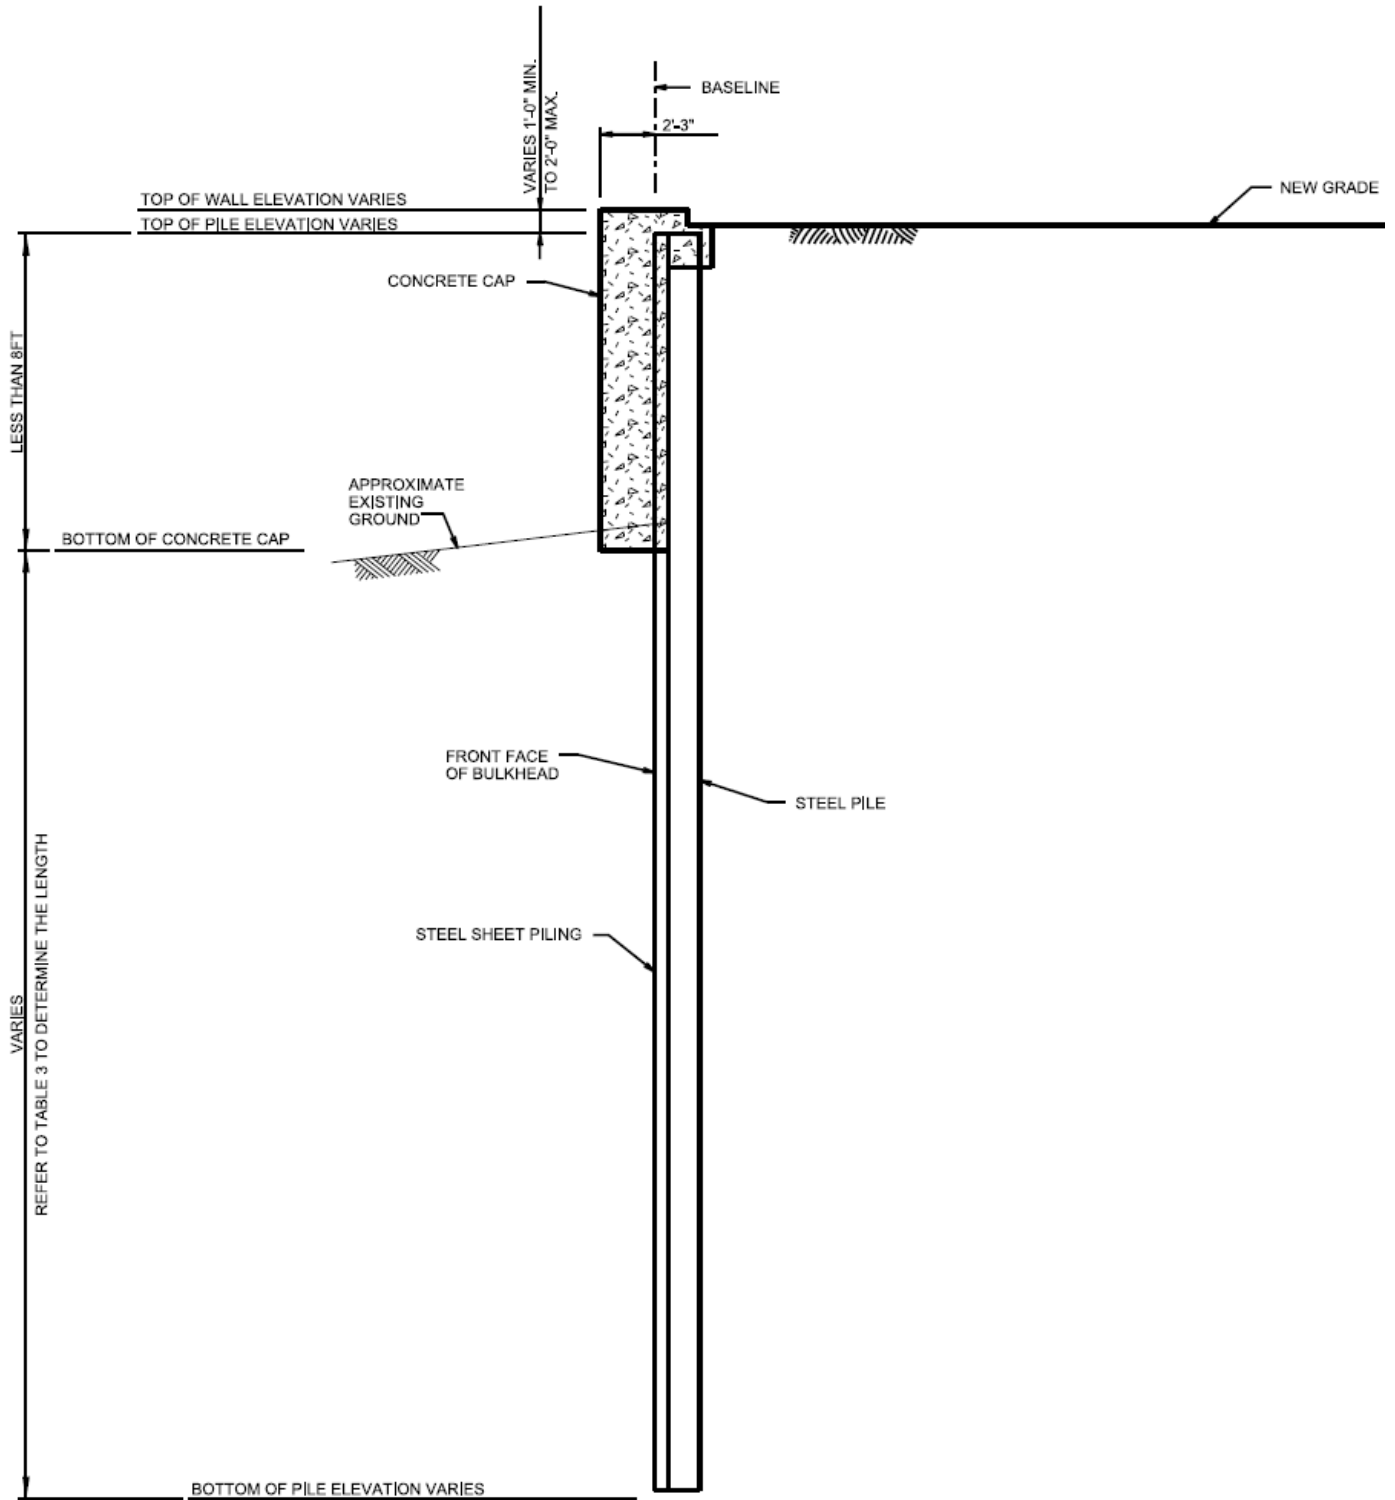 VARIES 1'-0" MIN.
TO 2'-0" MAX.
BASELINE
2'-3"
TOP OF WALL ELEVATION VARIES
TOP OF PILE ELEVATION VARIES
NEW GRADE
CONCRETE CAP
LESS THAN 8FT
APPROXIMATE
EXISTING
GROUND
BOTTOM OF CONCRETE CAP
FRONT FACE
OF BULKHEAD
STEEL PILE
STEEL SHEET PILING
VARIES
REFER TO TABLE 3 TO DETERMINE THE LENGTH
BOTTOM OF PILE ELEVATION VARIES